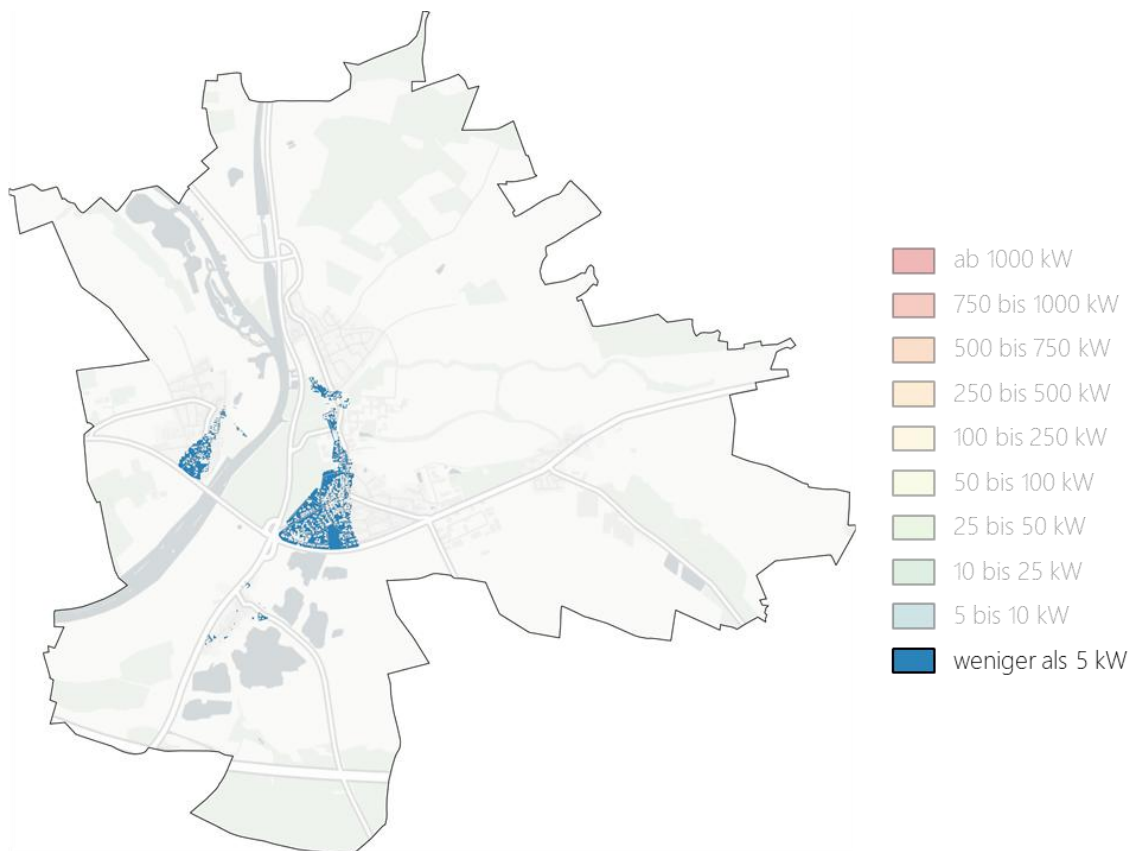 ab 1000 kW
750 bis 1000 kW
500 bis 750 kW
250 bis 500 kW
100 bis 250 kW
50 bis 100 kW
25 bis 50 kW
10 bis 25 kW
5 bis 10 kW
weniger als 5 kW